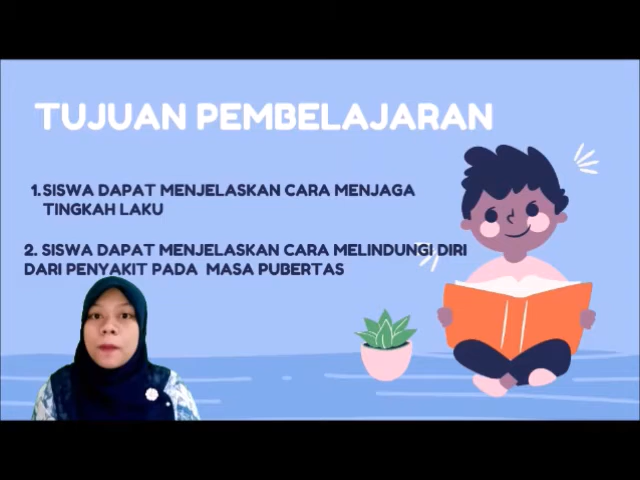 TUJUAN PEMBELAJARAN
1. SISWA DAPAT MENJELASKAN CARA MENJAGA
TINGKAH LAKU
2. SISWA DAPAT MENJELASKAN CARA MELINDUNGI DIRI
DARI PENYAKIT PADA MASA PUBERTAS